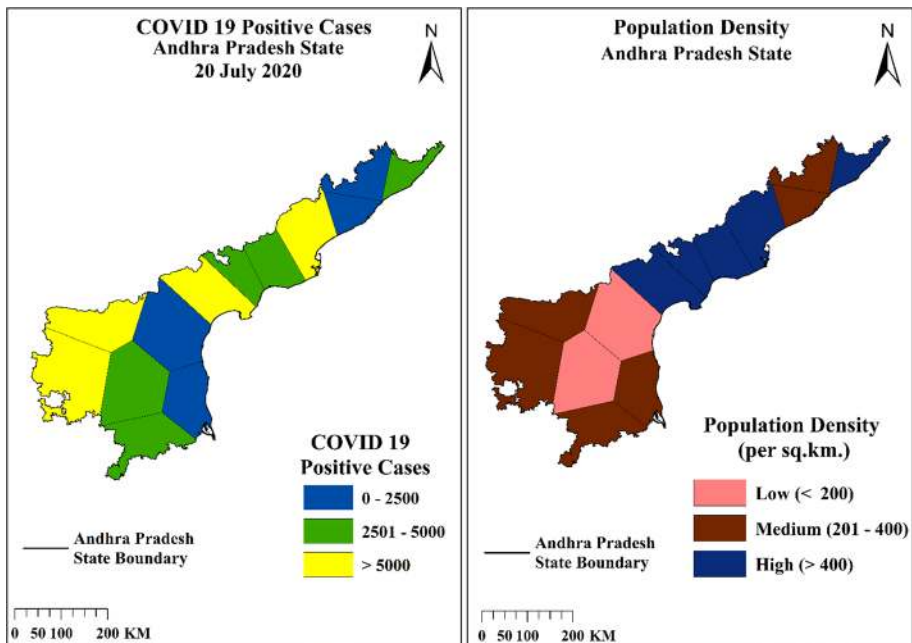 COVID 19 Positive Cases
Andhra Pradesh State
20 July 2020
N
COVID 19
Positive Cases
0 - 2500
2501 - 5000
> 5000
Andhra Pradesh
State Boundary
0 50 100 200 KM
Population Density
Andhra Pradesh State
N
Population Density
(per sq.km.)
Low (< 200)
Medium (201 - 400)
High (> 400)
Andhra Pradesh
State Boundary
0 50 100 200 KM